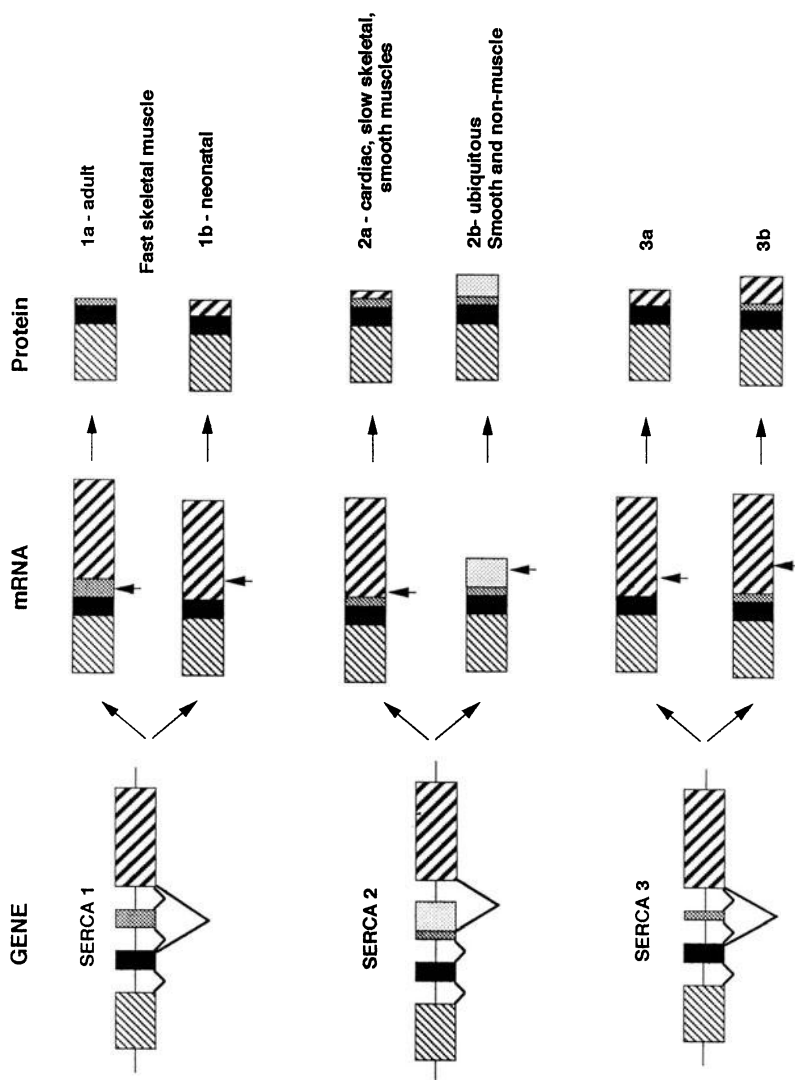 GENE
mRNA
Protein
SERCA 1
1a - adult
Fast skeletal muscle
1b - neonatal
SERCA 2
2a - cardiac, slow skeletal,
smooth muscles
2b- ubiquitous
Smooth and non-muscle
SERCA 3
3a
3b